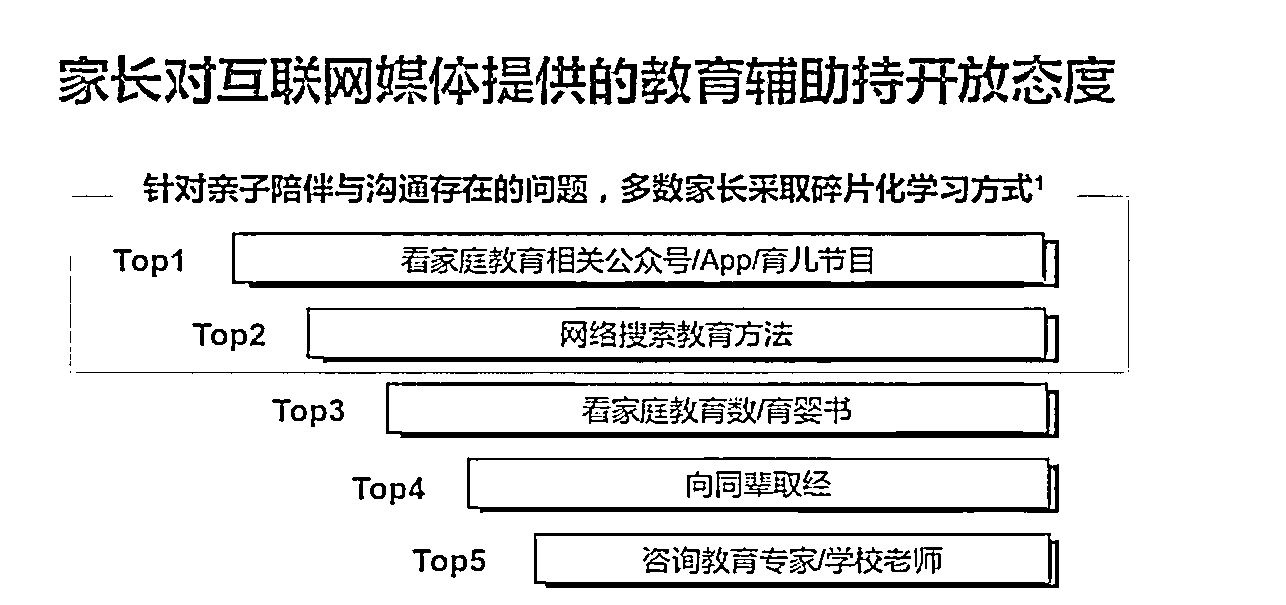 家长对互联网媒体提供的教育辅助持开放态度
针对亲子陪伴与沟通存在的问题，多数家长采取碎片化学习方式¹
Top1 看家庭教育相关公众号/App/育儿节目
Top2 网络搜索教育方法
Top3 看家庭教育数/育婴书
Top4 向同辈取经
Top5 咨询教育专家/学校老师